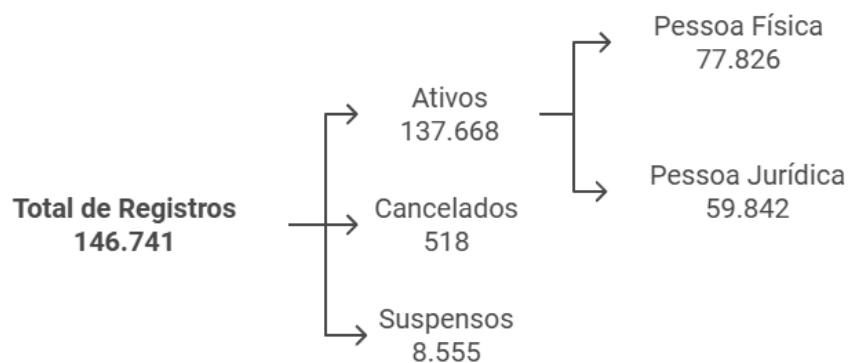 Pessoa Física
77.826
Ativos
137.668
Pessoa Jurídica
59.842
Total de Registros
146.741
Cancelados
518
Suspensos
8.555